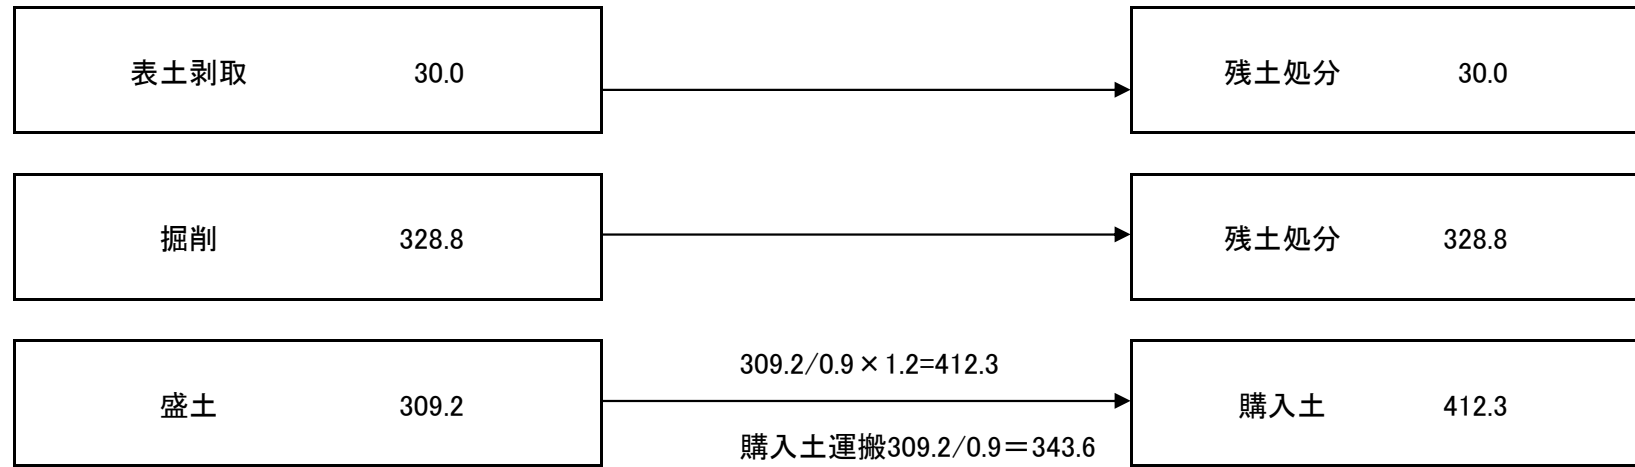 表土剥取 30.0 残土処分 30.0
掘削 328.8 残土処分 328.8
309.2/0.9×1.2=412.3
盛土 309.2 購入土 412.3
購入土運搬309.2/0.9＝343.6